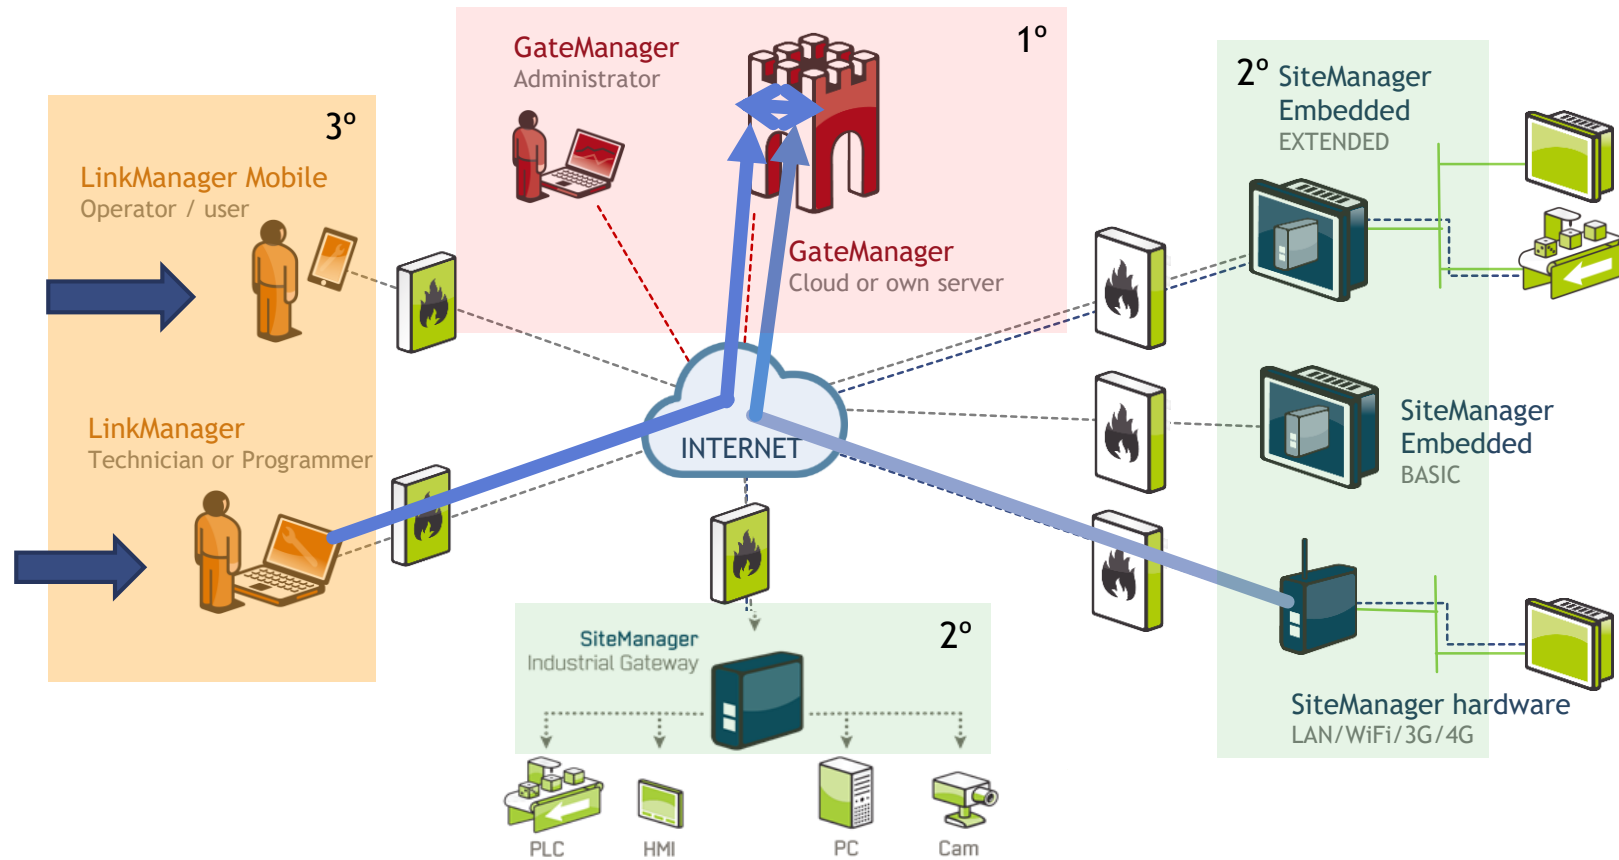 GateManager
Administrator
1º
GateManager
Cloud or own server
3º
LinkManager Mobile
Operator / user
LinkManager
Technician or Programmer
INTERNET
2º
SiteManager
Embedded
EXTENDED
SiteManager
Embedded
BASIC
SiteManager hardware
LAN/WiFi/3G/4G
2º
SiteManager
Industrial Gateway
PLC
HMI
PC
Cam